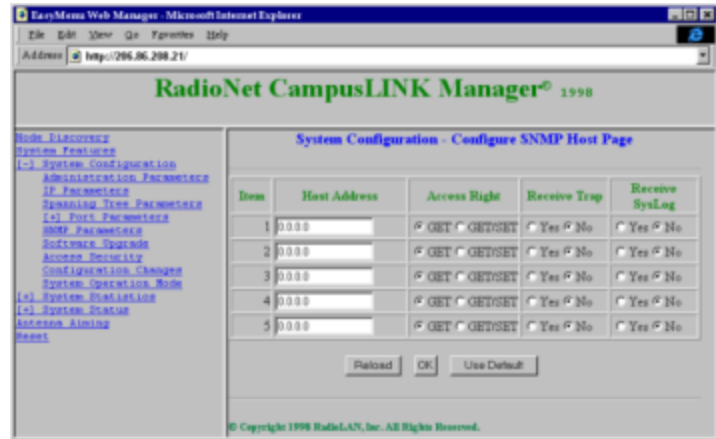 EasyMenu Web Manager - Microsoft Internet Explorer
File Edit View Go Favorites Help
Address http://206.86.208.21/
RadioNet CampusLINK Manager© 1998
Node Discovery
System Features
[-] System Configuration
Administration Parameters
IP Parameters
Spanning Tree Parameters
[+] Port Parameters
SNMP Parameters
Software Upgrade
Access Security
Configuration Changes
System Operation Mode
[+] System Statistics
[+] System Status
Antenna Aiming
Reset
System Configuration - Configure SNMP Host Page
Item Host Address Access Right Receive Trap Receive SysLog
1 0.0.0.0 GET GET/SET Yes No Yes No
2 0.0.0.0 GET GET/SET Yes No Yes No
3 0.0.0.0 GET GET/SET Yes No Yes No
4 0.0.0.0 GET GET/SET Yes No Yes No
5 0.0.0.0 GET GET/SET Yes No Yes No
Reload OK Use Default
© Copyright 1998 RadioLAN, Inc. All Rights Reserved.